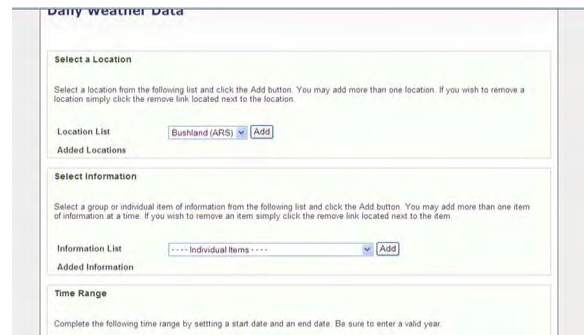 Daily Weather Data
Select a Location
Select a location from the following list and click the Add button. You may add more than one location. If you wish to remove a
location simply click the remove link located next to the location.
Location List Bushland (ARS) Add
Added Locations
Select Information
Select a group or individual item of information from the following list and click the Add button. You may add more than one item
of information at a time. If you wish to remove an item simply click the remove link located next to the item.
Information List ---- Individual Items ---- Add
Added Information
Time Range
Complete the following time range by settting a start date and an end date. Be sure to enter a valid year.